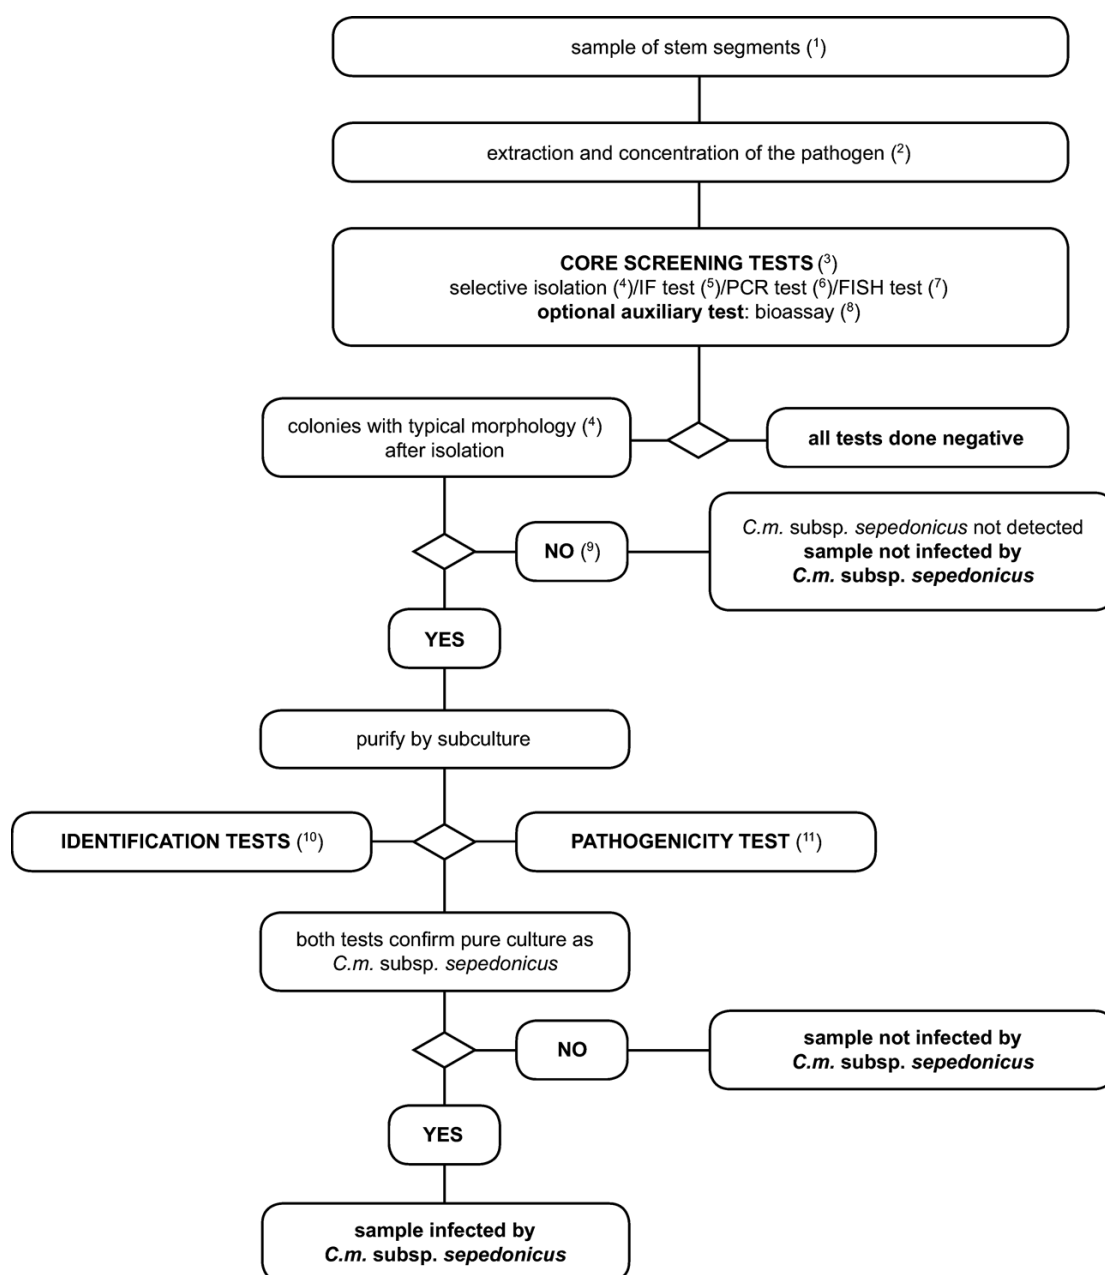 sample of stem segments (¹)
extraction and concentration of the pathogen (²)
CORE SCREENING TESTS (³)
selective isolation (⁴)/IF test (⁵)/PCR test (⁶)/FISH test (⁷)
optional auxiliary test: bioassay (⁸)
colonies with typical morphology (⁴)
after isolation
all tests done negative
NO (⁹)
C.m. subsp. sepedonicus not detected
sample not infected by
C.m. subsp. sepedonicus
YES
purify by subculture
IDENTIFICATION TESTS (¹⁰)
PATHOGENICITY TEST (¹¹)
both tests confirm pure culture as
C.m. subsp. sepedonicus
NO
sample not infected by
C.m. subsp. sepedonicus
YES
sample infected by
C.m. subsp. sepedonicus